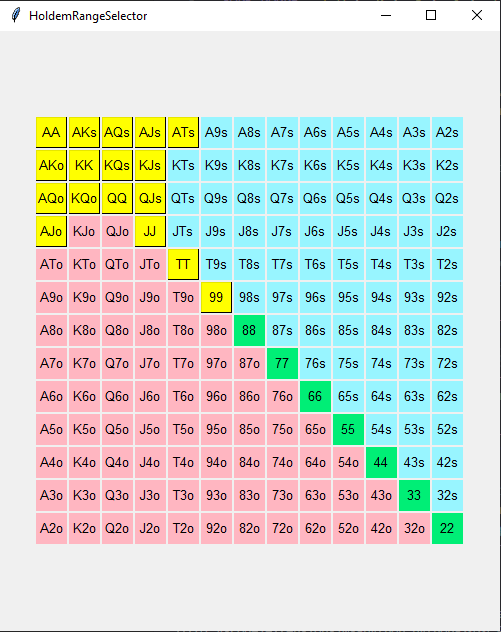 HoldemRangeSelector
AA AKs AQs AJs ATs A9s A8s A7s A6s A5s A4s A3s A2s
AKo KK KQs KJs KTs K9s K8s K7s K6s K5s K4s K3s K2s
AQo KQo QQ QJs QTs Q9s Q8s Q7s Q6s Q5s Q4s Q3s Q2s
AJo KJo QJo JJ JTs J9s J8s J7s J6s J5s J4s J3s J2s
ATo KTo QTo JTo TT T9s T8s T7s T6s T5s T4s T3s T2s
A9o K9o Q9o J9o T9o 99 98s 97s 96s 95s 94s 93s 92s
A8o K8o Q8o J8o T8o 98o 88 87s 86s 85s 84s 83s 82s
A7o K7o Q7o J7o T7o 97o 87o 77 76s 75s 74s 73s 72s
A6o K6o Q6o J6o T6o 96o 86o 76o 66 65s 64s 63s 62s
A5o K5o Q5o J5o T5o 95o 85o 75o 65o 55 54s 53s 52s
A4o K4o Q4o J4o T4o 94o 84o 74o 64o 54o 44 43s 42s
A3o K3o Q3o J3o T3o 93o 83o 73o 63o 53o 43o 33 32s
A2o K2o Q2o J2o T2o 92o 82o 72o 62o 52o 42o 32o 22